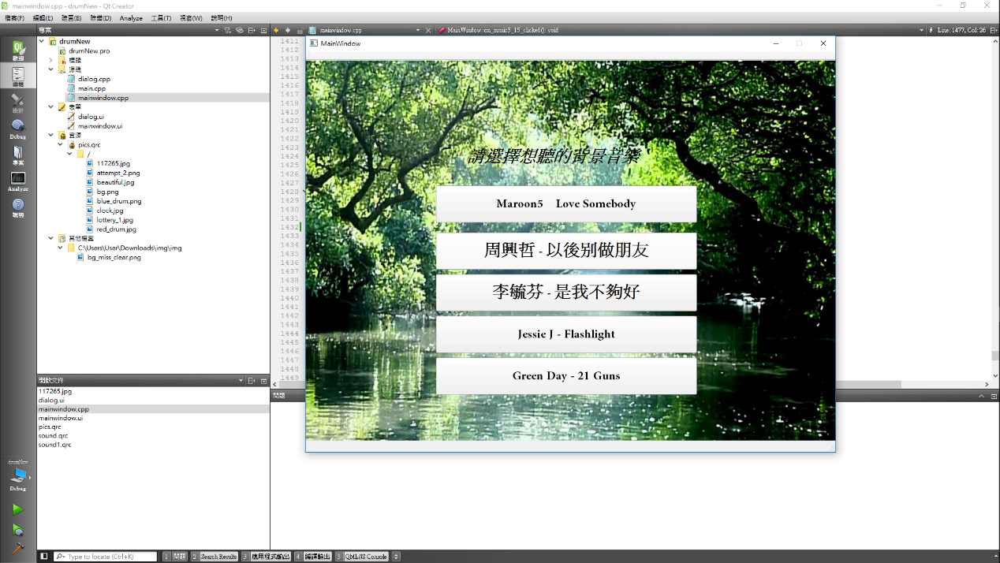 mainwindow.cpp - drumNew - Qt Creator
檔案(F) 編輯(E) 建置(B) 除錯(D) Analyze 工具(T) 視窗(W) 說明(H)
專案
mainwindow.cpp
MainWindow::on_music5_15_clicked(): void
Line: 1477, Col: 26
歡迎
編輯
設計
Debug
專案
Analyze
說明
drumNew
drumNew.pro
標頭
源碼
dialog.cpp
main.cpp
mainwindow.cpp
表單
dialog.ui
mainwindow.ui
資源
pics.qrc
/
117265.jpg
attempt_2.png
beautiful.jpg
bg.png
blue_drum.png
clock.jpg
lottery_1.jpg
red_drum.jpg
其他檔案
C:\Users\User\Downloads\img\img
bg_miss_clear.png
開啟文件
117265.jpg
dialog.ui
mainwindow.cpp
mainwindow.ui
pics.qrc
sound.qrc
sound1.qrc
drumNew
Debug
1411
1412
1413
1414
1415
1416
1417
1418
1419
1420
1421
1422
1423
1424
1425
1426
1427
1428
1429
1430
1431
1432
1433
1434
1435
1436
1437
1438
1439
1440
1441
1442
1443
1444
1445
1446
1447
1448
1449
MainWindow
請選擇想聽的背景音樂
Maroon5 Love Somebody
周興哲 - 以後別做朋友
李毓芬 - 是我不夠好
Jessie J - Flashlight
Green Day - 21 Guns
問題
Type to locate (Ctrl+K)
1 問題 2 Search Results 3 應用程式輸出 4 編譯輸出 5 QML/JS Console